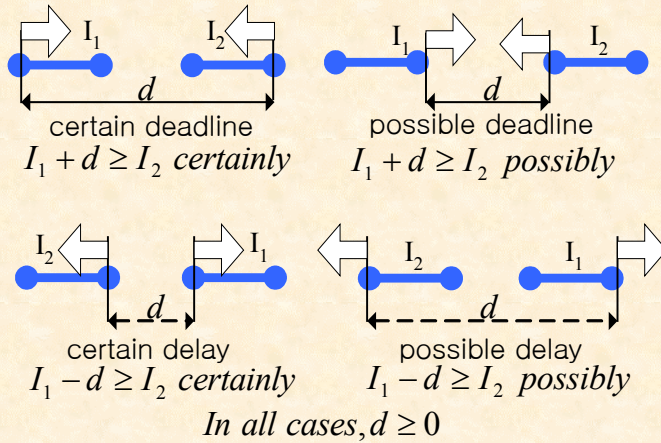 I₁ I₂ I₁ I₂
d d
certain deadline possible deadline
I₁ + d ≥ I₂ certainly I₁ + d ≥ I₂ possibly
I₂ I₁ I₂ I₁
d d
certain delay possible delay
I₁ − d ≥ I₂ certainly I₁ − d ≥ I₂ possibly
In all cases, d ≥ 0